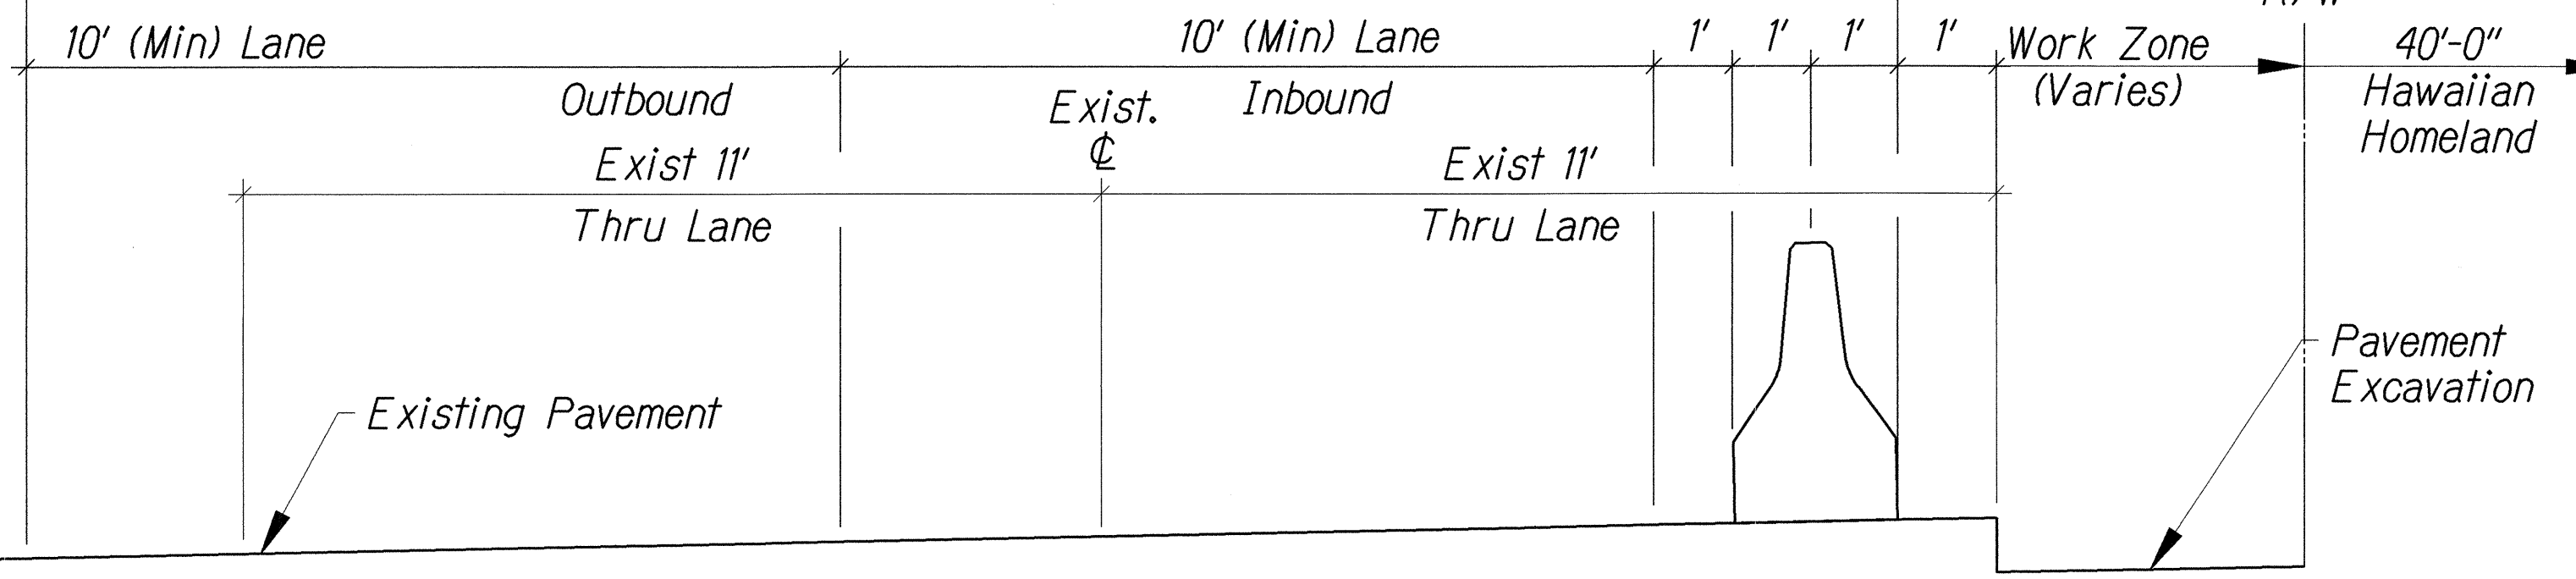 10' (Min) Lane
10' (Min) Lane
1'
1'
1'
1'
Work Zone
(Varies)
40'-0"
Hawaiian
Homeland
Outbound
Exist.
℄
Inbound
Exist 11'
Thru Lane
Exist 11'
Thru Lane
Existing Pavement
Pavement
Excavation